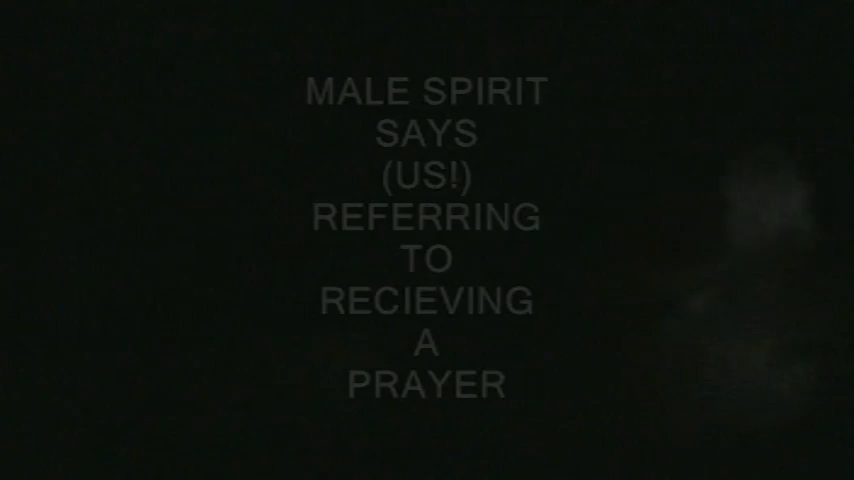 MALE SPIRIT
SAYS
(US!)
REFERRING
TO
RECIEVING
A
PRAYER